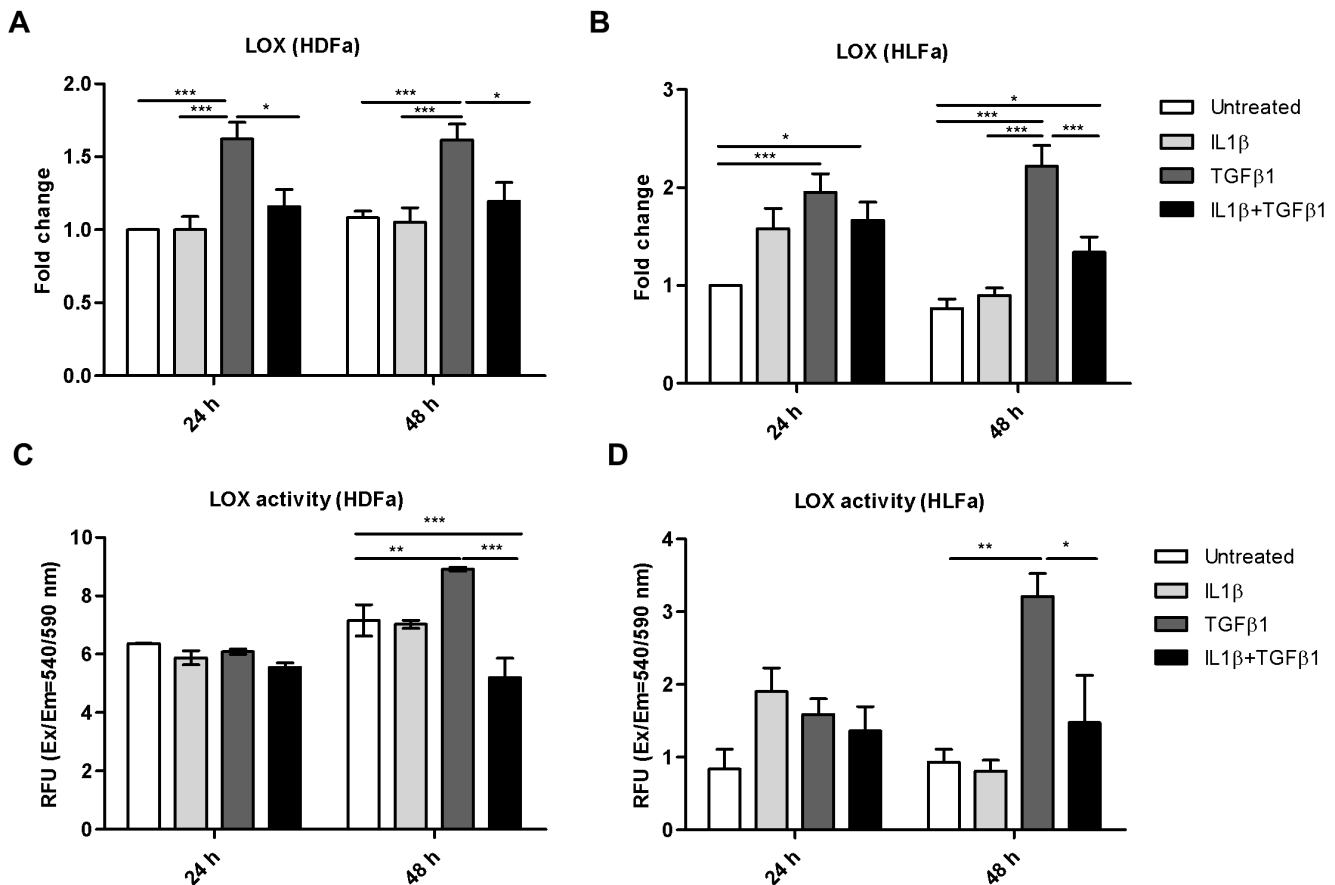 A
LOX (HDFa)
Fold change
2.0
1.5
1.0
0.5
0.0
***
***
*
***
***
*
24 h
48 h
B
LOX (HLFa)
Fold change
3
2
1
0
*
***
*
***
***
***
24 h
48 h
Untreated
IL1β
TGFβ1
IL1β+TGFβ1
C
LOX activity (HDFa)
RFU (Ex/Em=540/590 nm)
10
8
6
4
2
0
***
**
***
24 h
48 h
D
LOX activity (HLFa)
RFU (Ex/Em=540/590 nm)
4
3
2
1
0
**
*
24 h
48 h
Untreated
IL1β
TGFβ1
IL1β+TGFβ1